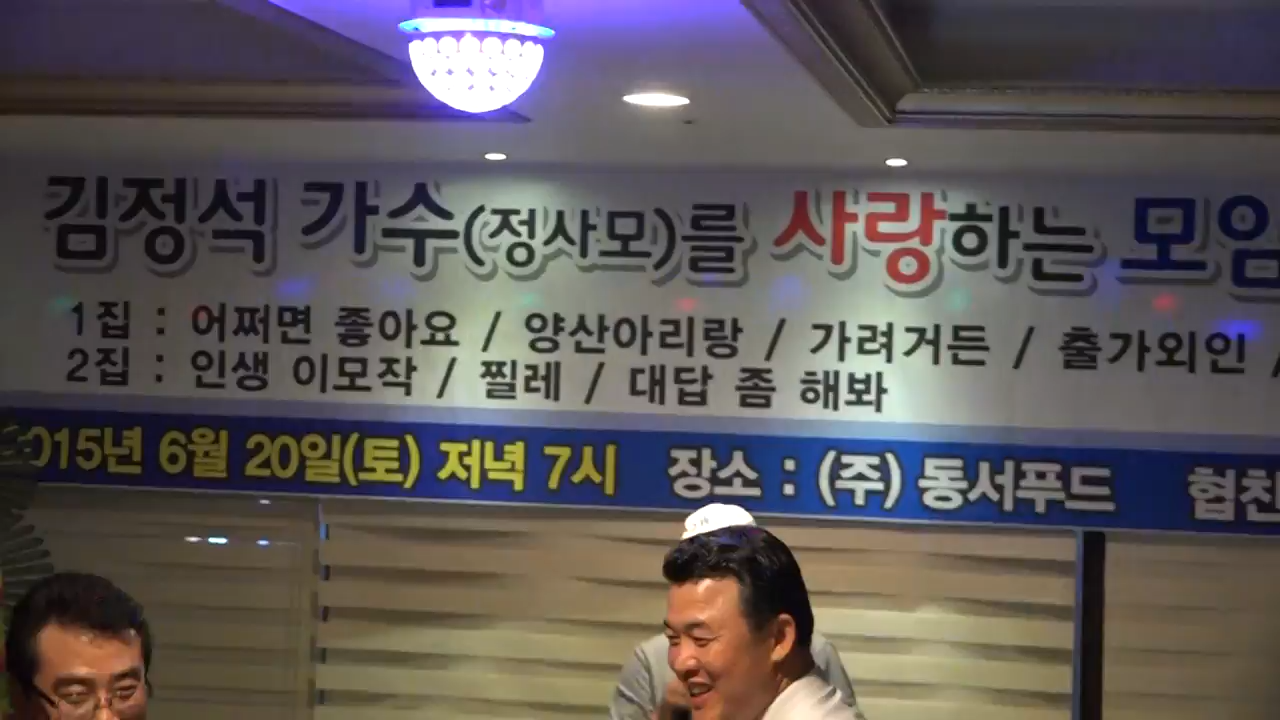 김정석 가수(정사모)를 사랑하는 모임
1집 : 어쩌면 좋아요 / 양산아리랑 / 가려거든 / 출가외인 /
2집 : 인생 이모작 / 찔레 / 대답 좀 해봐
015년 6월 20일(토) 저녁 7시 장소 : (주) 동서푸드 협찬